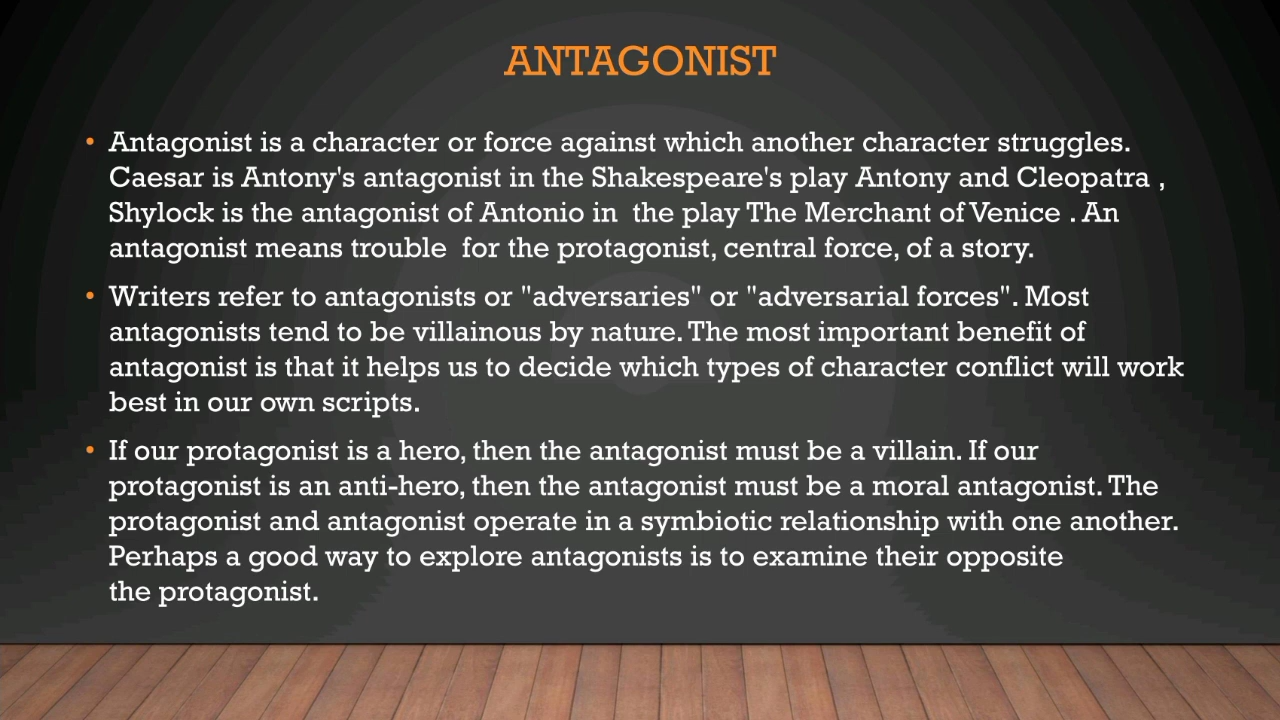 ANTAGONIST
• Antagonist is a character or force against which another character struggles.
Caesar is Antony's antagonist in the Shakespeare's play Antony and Cleopatra ,
Shylock is the antagonist of Antonio in  the play The Merchant of Venice . An
antagonist means trouble  for the protagonist, central force, of a story.
• Writers refer to antagonists or "adversaries" or "adversarial forces". Most
antagonists tend to be villainous by nature. The most important benefit of
antagonist is that it helps us to decide which types of character conflict will work
best in our own scripts.
• If our protagonist is a hero, then the antagonist must be a villain. If our
protagonist is an anti-hero, then the antagonist must be a moral antagonist. The
protagonist and antagonist operate in a symbiotic relationship with one another.
Perhaps a good way to explore antagonists is to examine their opposite
the protagonist.